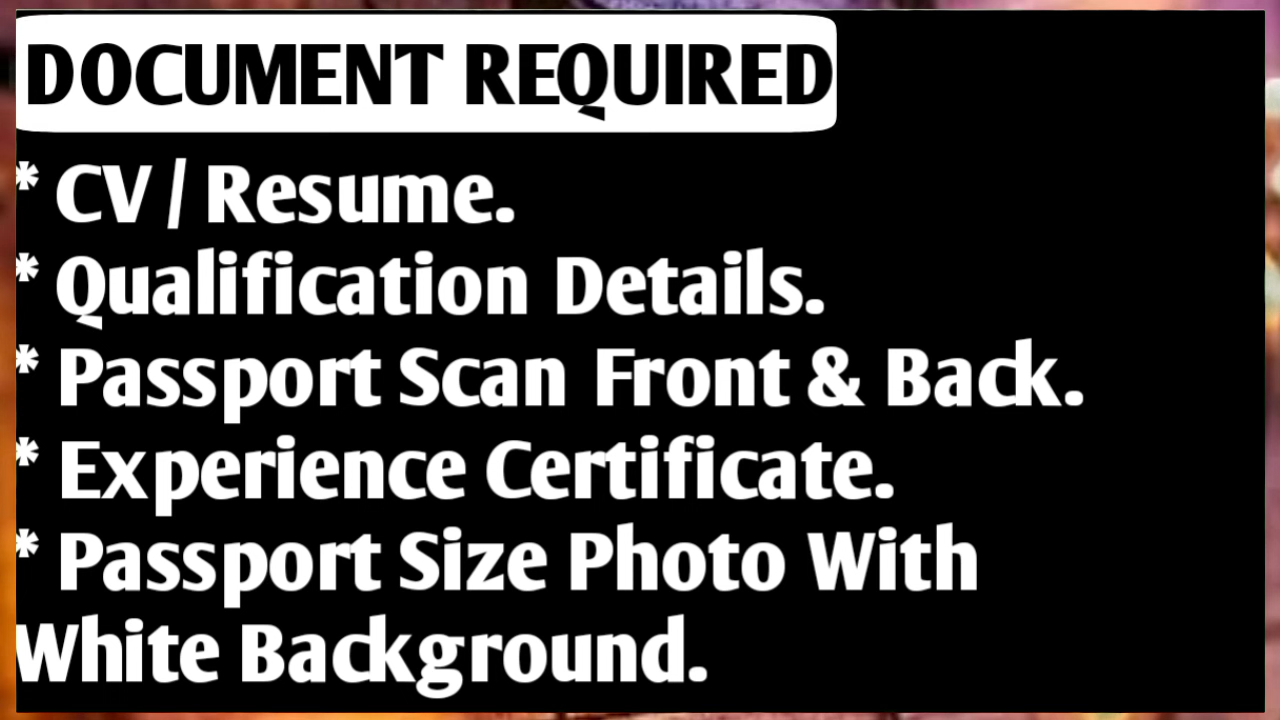 DOCUMENT REQUIRED
* CV / Resume.
* Qualification Details.
* Passport Scan Front & Back.
* Experience Certificate.
* Passport Size Photo With
White Background.